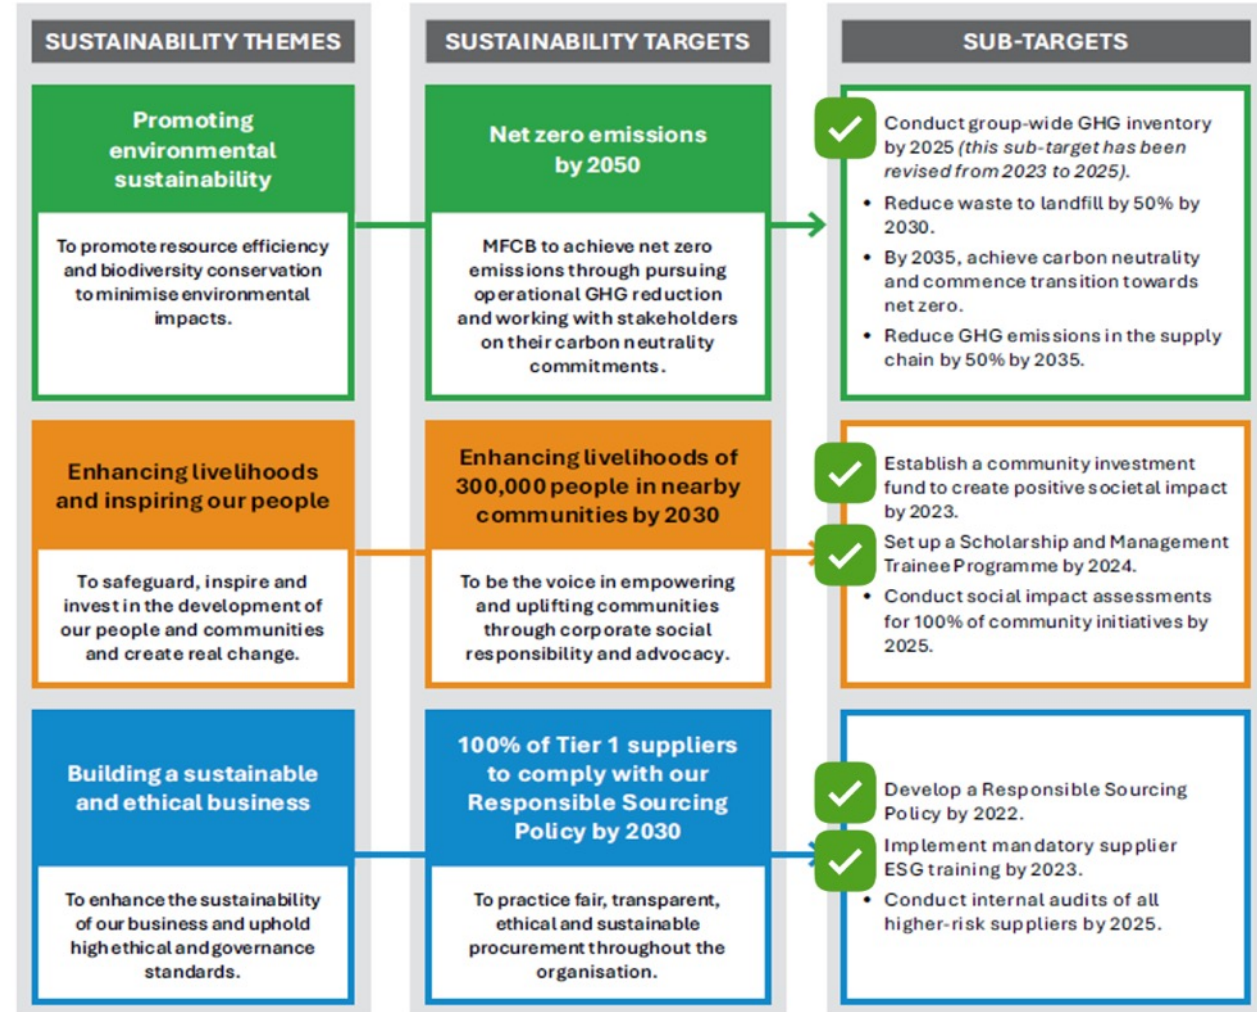 SUSTAINABILITY THEMES
SUSTAINABILITY TARGETS
SUB-TARGETS
Promoting
environmental
sustainability
To promote resource efficiency
and biodiversity conservation
to minimise environmental
impacts.
Net zero emissions
by 2050
MFCB to achieve net zero
emissions through pursuing
operational GHG reduction
and working with stakeholders
on their carbon neutrality
commitments.
Conduct group-wide GHG inventory
by 2025 (this sub-target has been
revised from 2023 to 2025).
• Reduce waste to landfill by 50% by
2030.
• By 2035, achieve carbon neutrality
and commence transition towards
net zero.
• Reduce GHG emissions in the supply
chain by 50% by 2035.
Enhancing livelihoods
and inspiring our people
To safeguard, inspire and
invest in the development of
our people and communities
and create real change.
Enhancing livelihoods of
300,000 people in nearby
communities by 2030
To be the voice in empowering
and uplifting communities
through corporate social
responsibility and advocacy.
Establish a community investment
fund to create positive societal impact
by 2023.
Set up a Scholarship and Management
Trainee Programme by 2024.
• Conduct social impact assessments
for 100% of community initiatives by
2025.
Building a sustainable
and ethical business
To enhance the sustainability
of our business and uphold
high ethical and governance
standards.
100% of Tier 1 suppliers
to comply with our
Responsible Sourcing
Policy by 2030
To practice fair, transparent,
ethical and sustainable
procurement throughout the
organisation.
Develop a Responsible Sourcing
Policy by 2022.
Implement mandatory supplier
ESG training by 2023.
• Conduct internal audits of all
higher-risk suppliers by 2025.